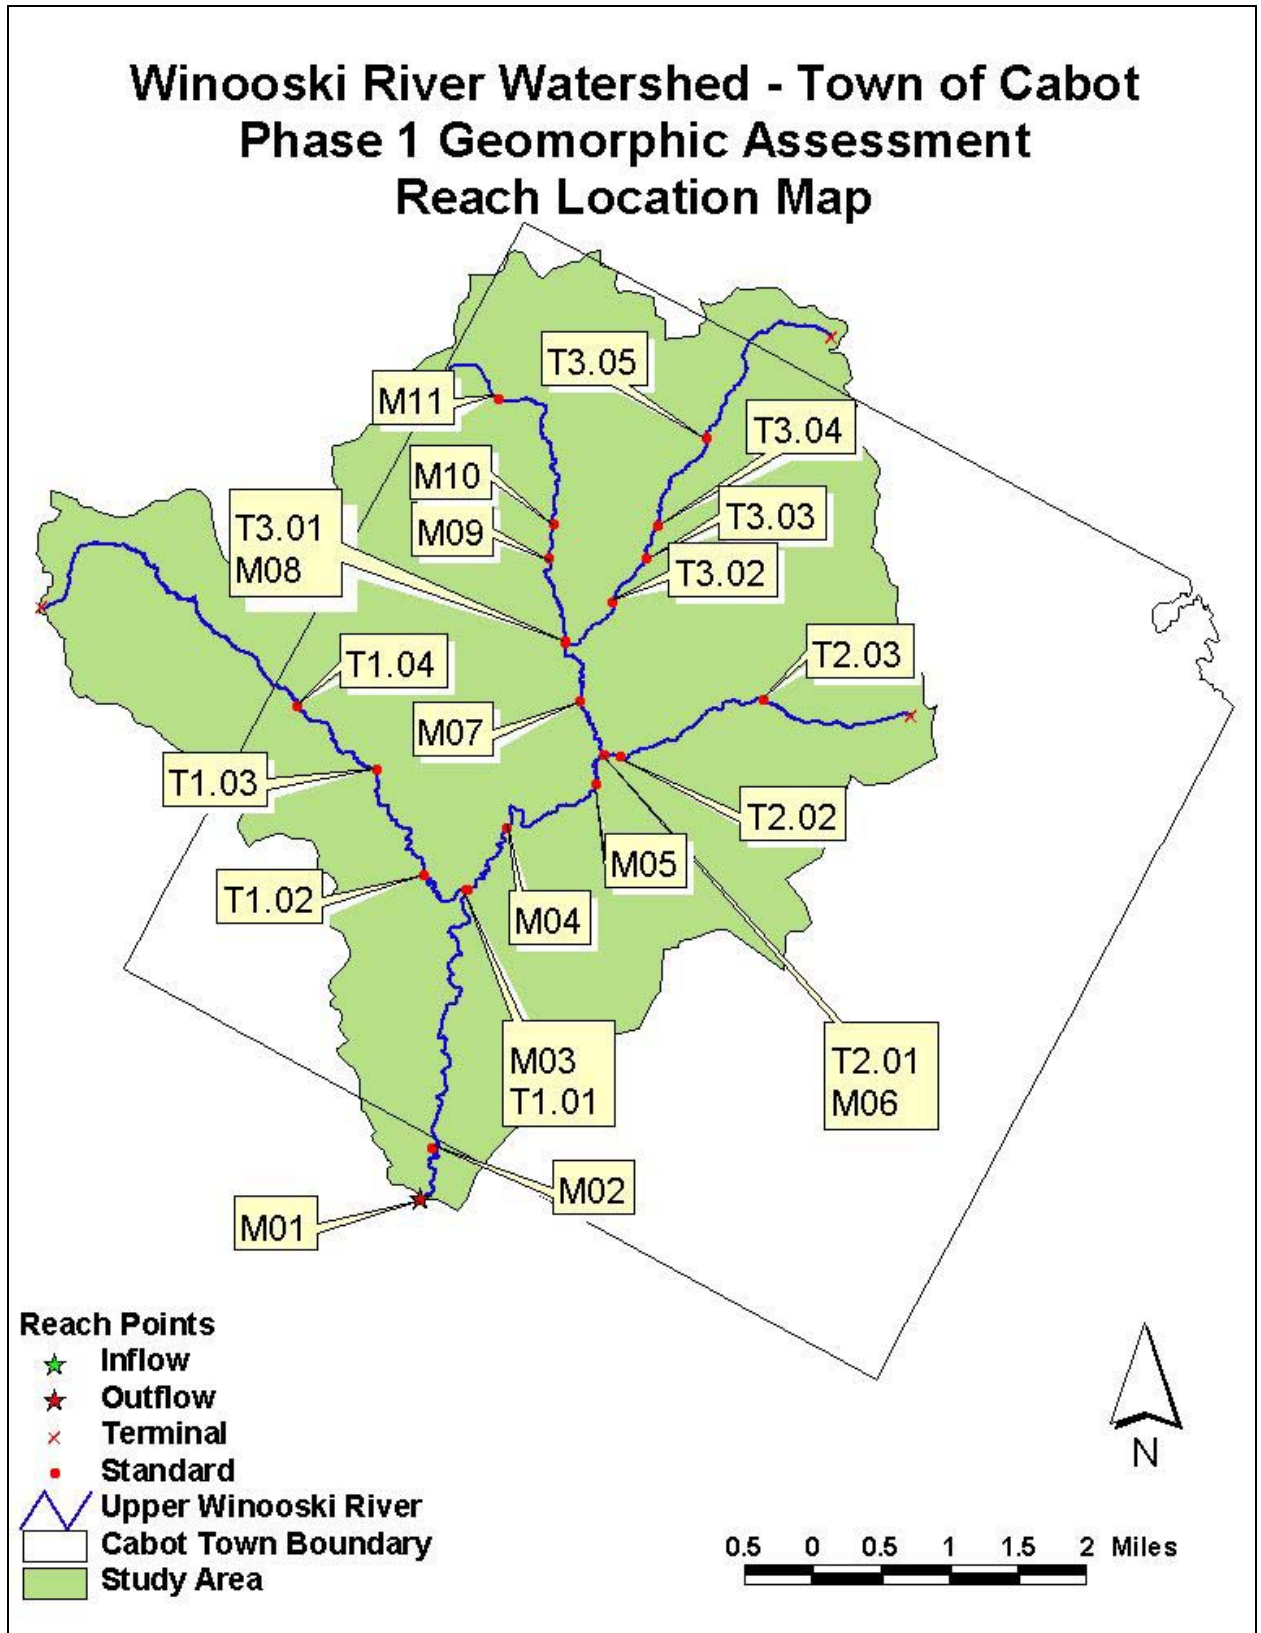 Winooski River Watershed - Town of Cabot
Phase 1 Geomorphic Assessment
Reach Location Map
T3.05
M11
T3.04
M10
T3.01
M08
T3.03
M09
T3.02
T1.04
T2.03
M07
T1.03
T2.02
M05
T1.02
M04
M03
T1.01
T2.01
M06
M02
M01
Reach Points
Inflow
Outflow
Terminal
Standard
Upper Winooski River
Cabot Town Boundary
Study Area
N
0.5 0 0.5 1 1.5 2 Miles